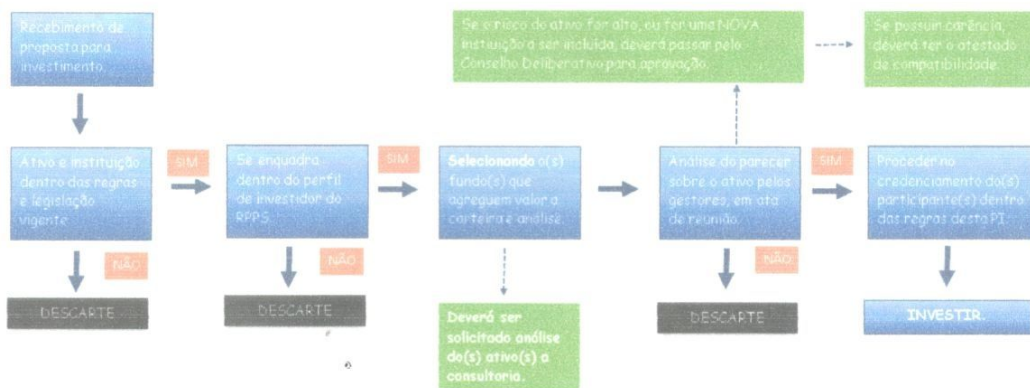 Recebimento de
proposta para
investimento.
Se o risco do ativo for alto, ou for uma NOVA
instituição a ser incluída, deverá passar pelo
Conselho Deliberativo para aprovação.
Se possuir carência,
deverá ter o atestado
de compatibilidade.
Ativo e instituição
dentro das regras
e legislação
vigente.
SIM
Se enquadra
dentro do perfil
de investidor do
RPPS.
SIM
Selecionando o(s)
fundo(s) que
agreguem valor a
carteira e analise.
Análise do parecer
sobre o ativo pelos
gestores, em ata
de reunião.
SIM
Proceder no
credenciamento do(s)
participante(s) dentro
das regras desta PI.
NÃO
NÃO
NÃO
DESCARTE
DESCARTE
Deverá ser
solicitado análise
do(s) ativo(s) a
consultoria.
DESCARTE
INVESTIR.